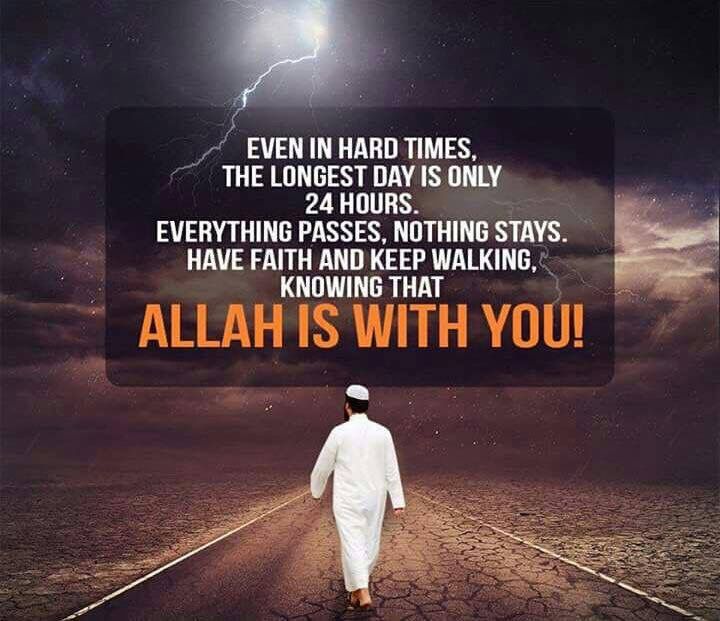 EVEN IN HARD TIMES,
THE LONGEST DAY IS ONLY
24 HOURS.
EVERYTHING PASSES, NOTHING STAYS.
HAVE FAITH AND KEEP WALKING,
KNOWING THAT
ALLAH IS WITH YOU!